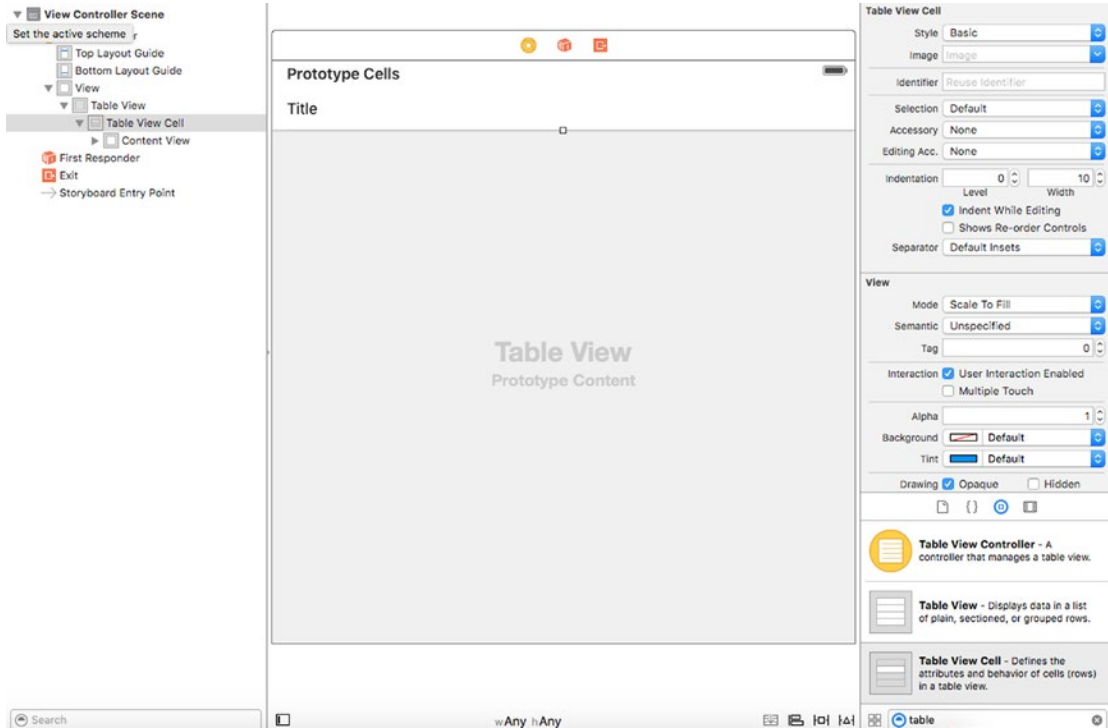 View Controller Scene
Set the active scheme
r
Top Layout Guide
Bottom Layout Guide
View
Table View
Table View Cell
Content View
First Responder
Exit
Storyboard Entry Point
Search
Prototype Cells
Title
Table View
Prototype Content
wAny hAny
Table View Cell
Style Basic
Image Image
Identifier Reuse Identifier
Selection Default
Accessory None
Editing Acc. None
Indentation 0 10
Level Width
Indent While Editing
Shows Re-order Controls
Separator Default Insets
View
Mode Scale To Fill
Semantic Unspecified
Tag 0
Interaction User Interaction Enabled
Multiple Touch
Alpha 1
Background Default
Tint Default
Drawing Opaque Hidden
{}
Table View Controller - A
controller that manages a table view.
Table View - Displays data in a list
of plain, sectioned, or grouped rows.
Table View Cell - Defines the
attributes and behavior of cells (rows)
in a table view.
table